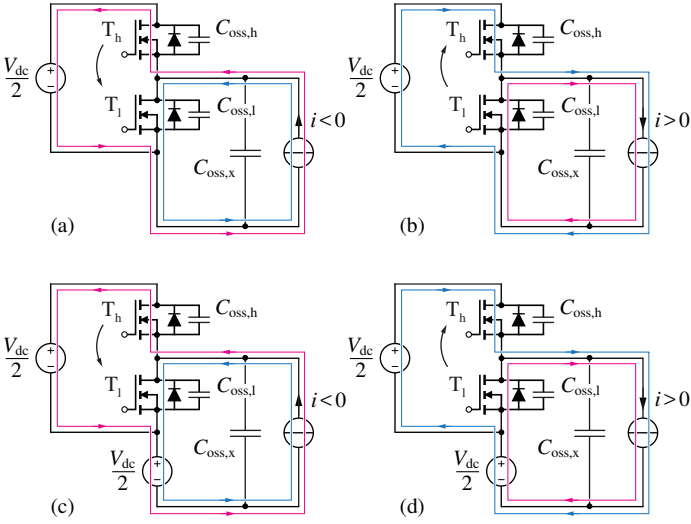 T_h
C_oss,h
V_dc/2
+
−
T_l
C_oss,l
i<0
C_oss,x
(a)
T_h
C_oss,h
V_dc/2
+
−
T_l
C_oss,l
i>0
C_oss,x
(b)
T_h
C_oss,h
V_dc/2
+
−
T_l
C_oss,l
i<0
C_oss,x
V_dc/2
+
−
(c)
T_h
C_oss,h
V_dc/2
+
−
T_l
C_oss,l
i>0
C_oss,x
V_dc/2
+
−
(d)